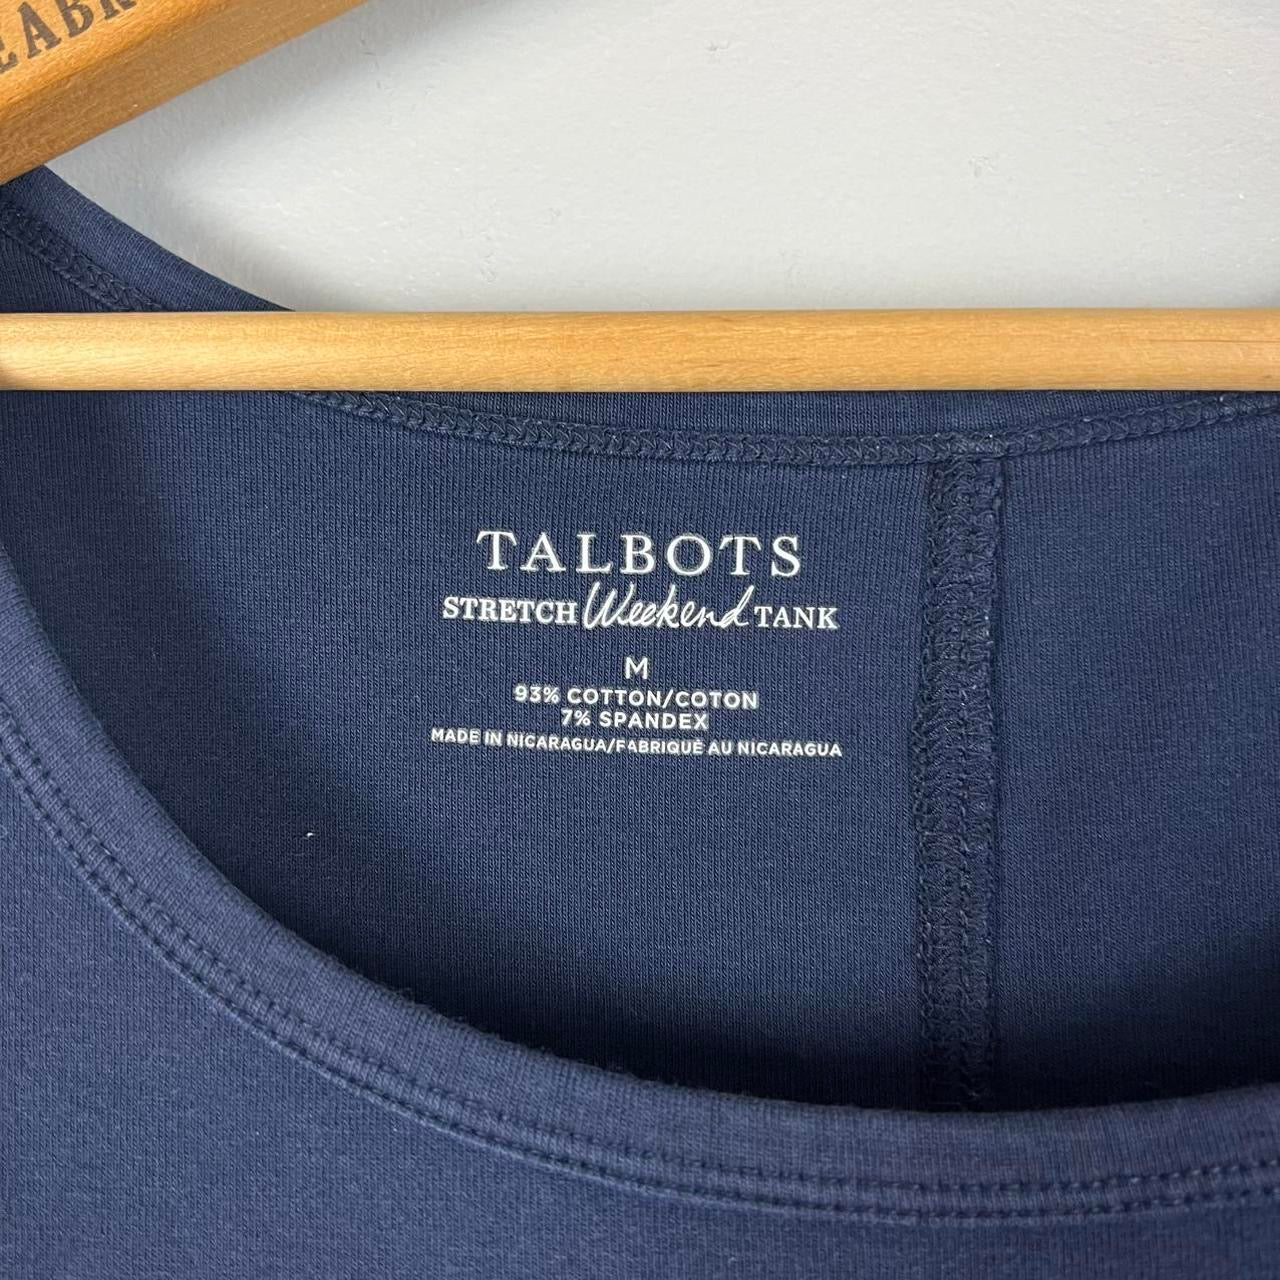 TALBOTS
STRETCH Weekend TANK
M
93% COTTON/COTON
7% SPANDEX
MADE IN NICARAGUA/FABRIQUÉ AU NICARAGUA